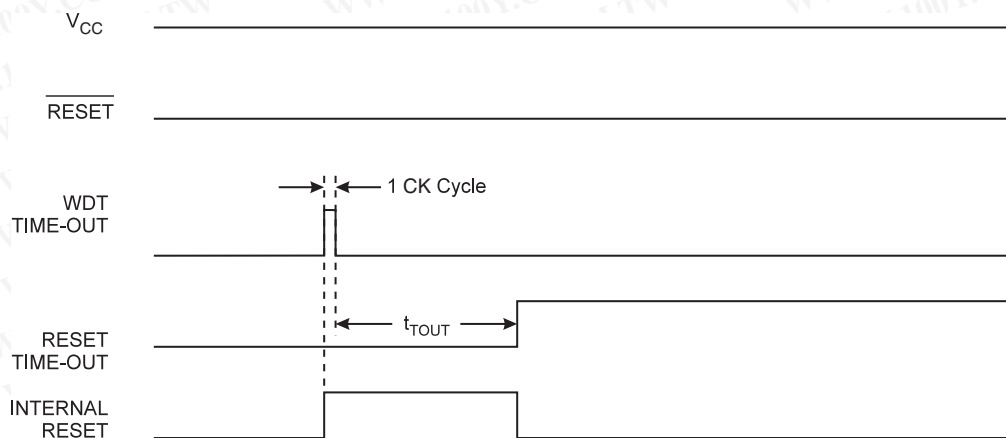 VCC
RESET
1 CK Cycle
WDT
TIME-OUT
tTOUT
RESET
TIME-OUT
INTERNAL
RESET